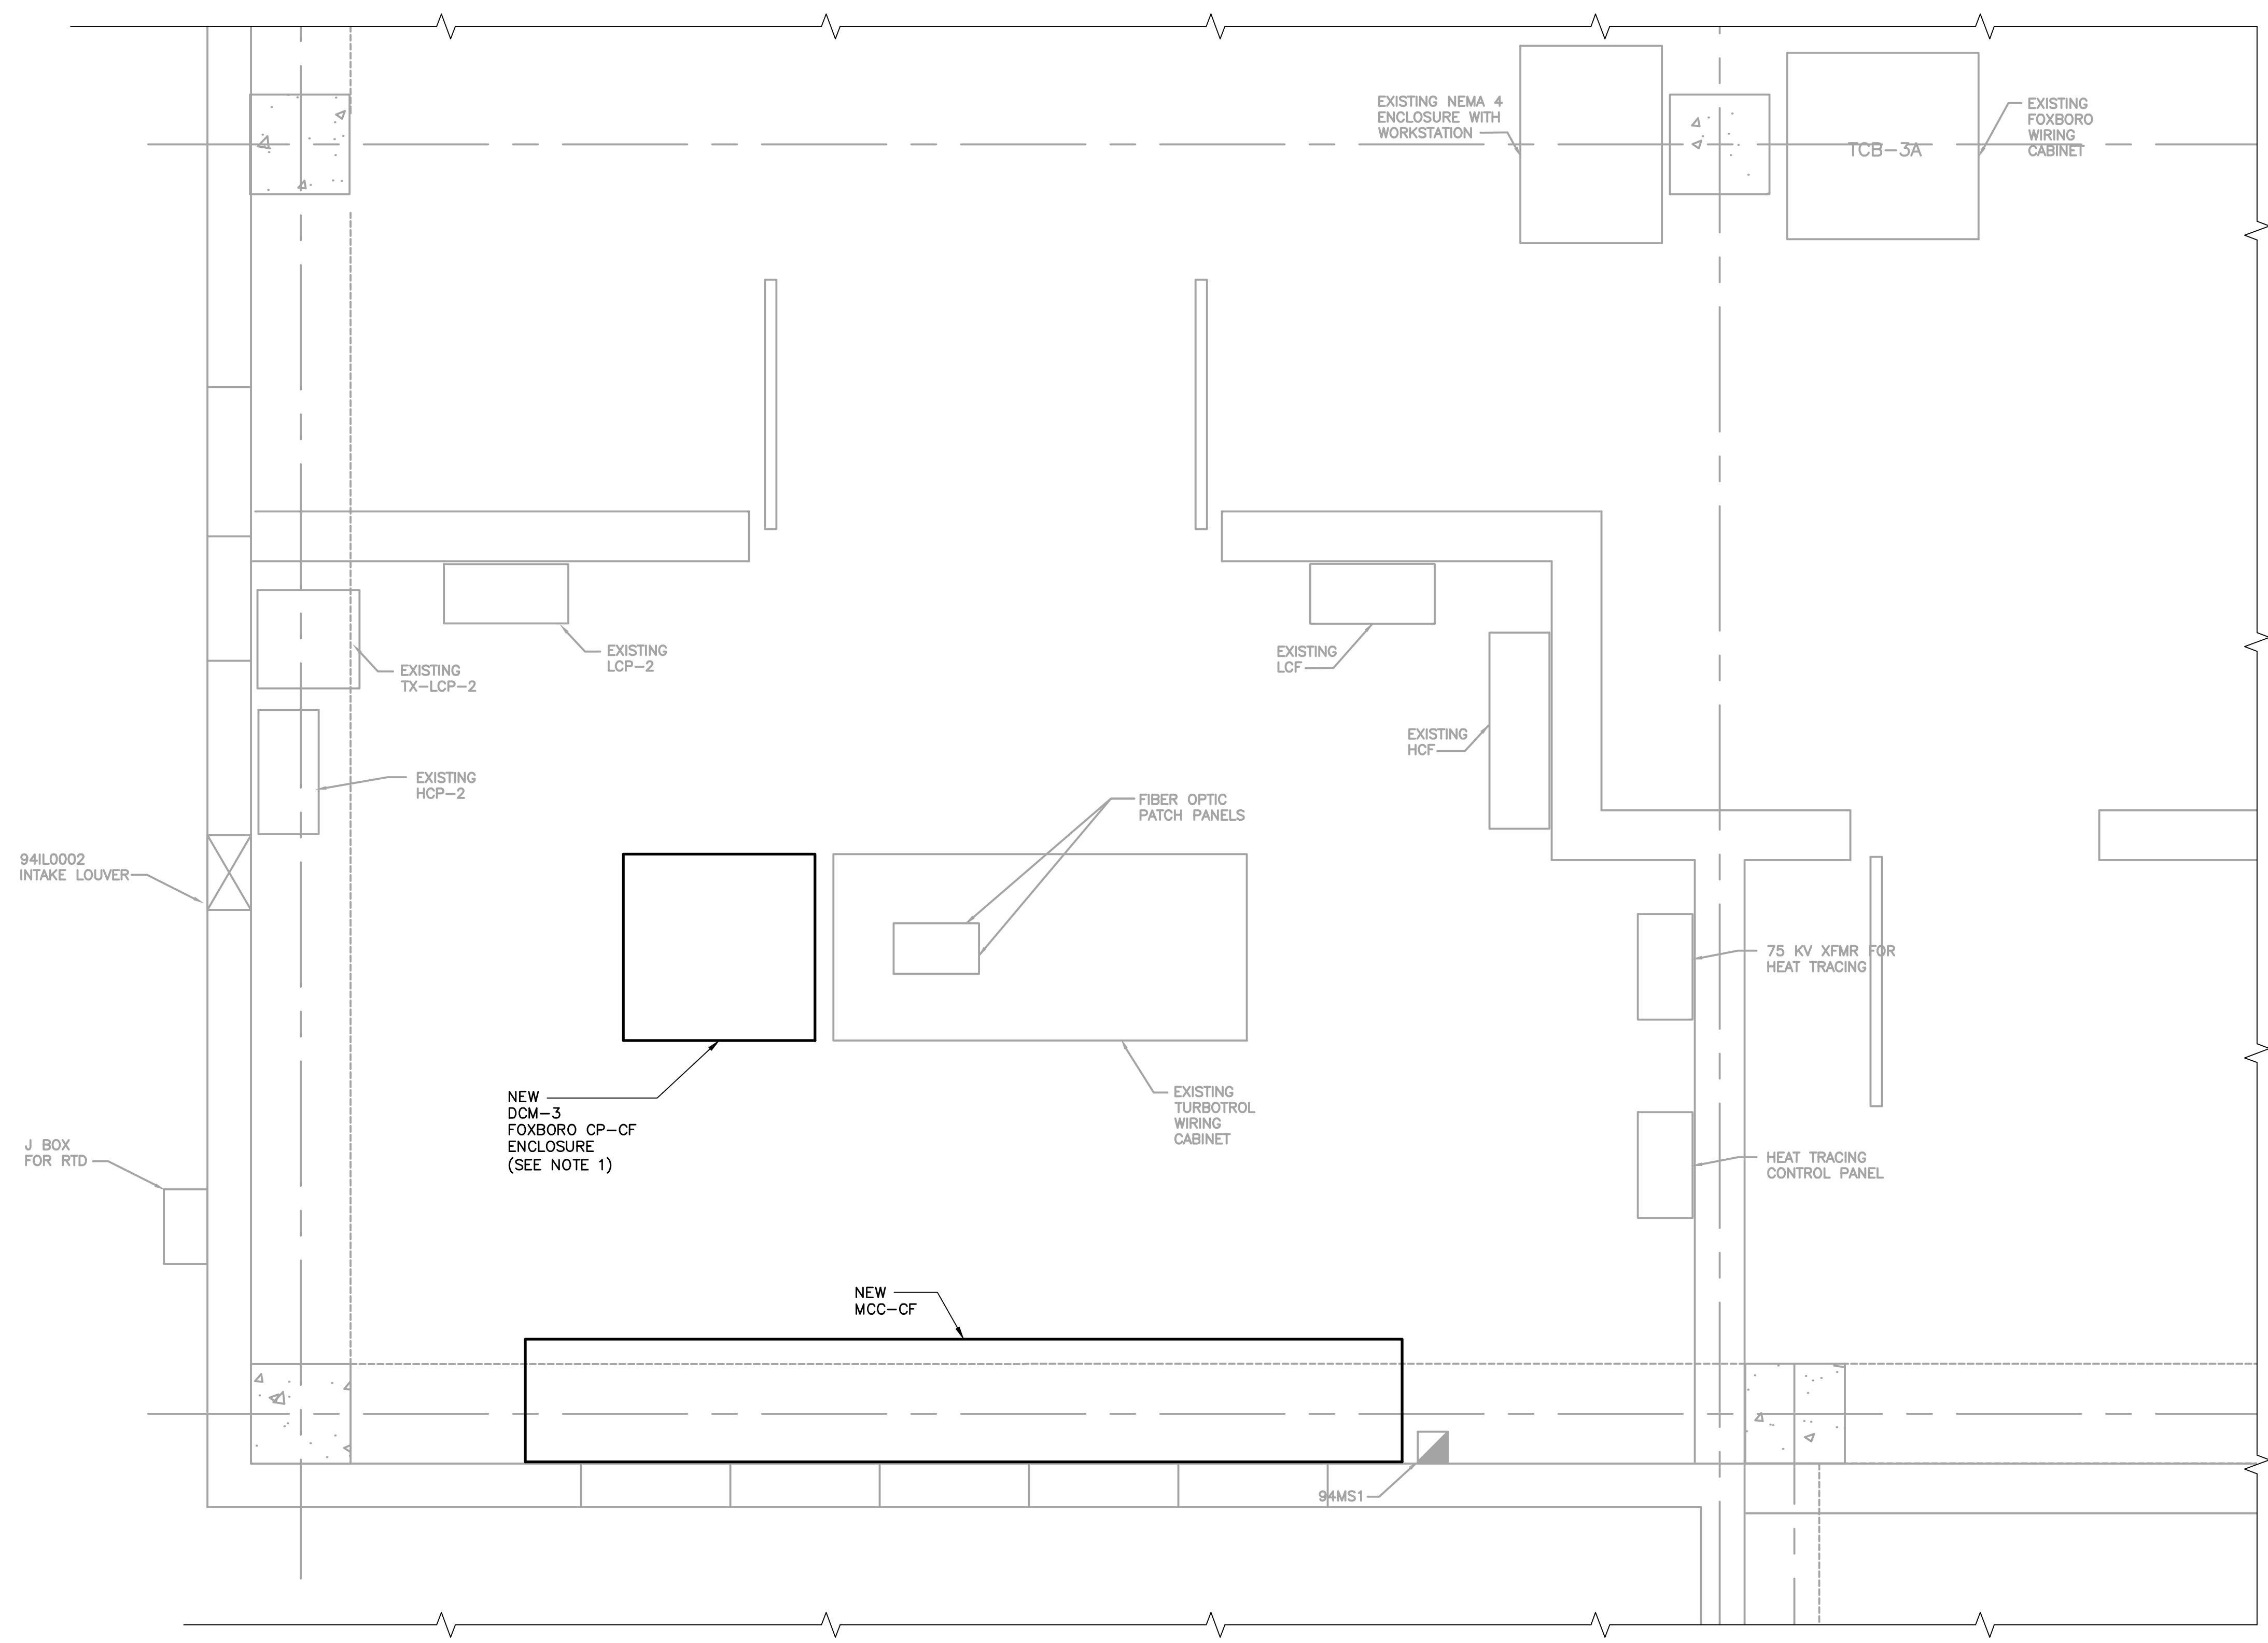 EXISTING NEMA 4
ENCLOSURE WITH
WORKSTATION
TCB-3A
EXISTING
FOXBORO
WIRING
CABINET
EXISTING
LCP-2
EXISTING
TX-LCP-2
EXISTING
LCF
EXISTING
HCF
EXISTING
HCP-2
FIBER OPTIC
PATCH PANELS
94IL0002
INTAKE LOUVER
75 KV XFMR FOR
HEAT TRACING
NEW
DCM-3
FOXBORO CP-CF
ENCLOSURE
(SEE NOTE 1)
EXISTING
TURBOTROL
WIRING
CABINET
J BOX
FOR RTD
HEAT TRACING
CONTROL PANEL
NEW
MCC-CF
94MS1